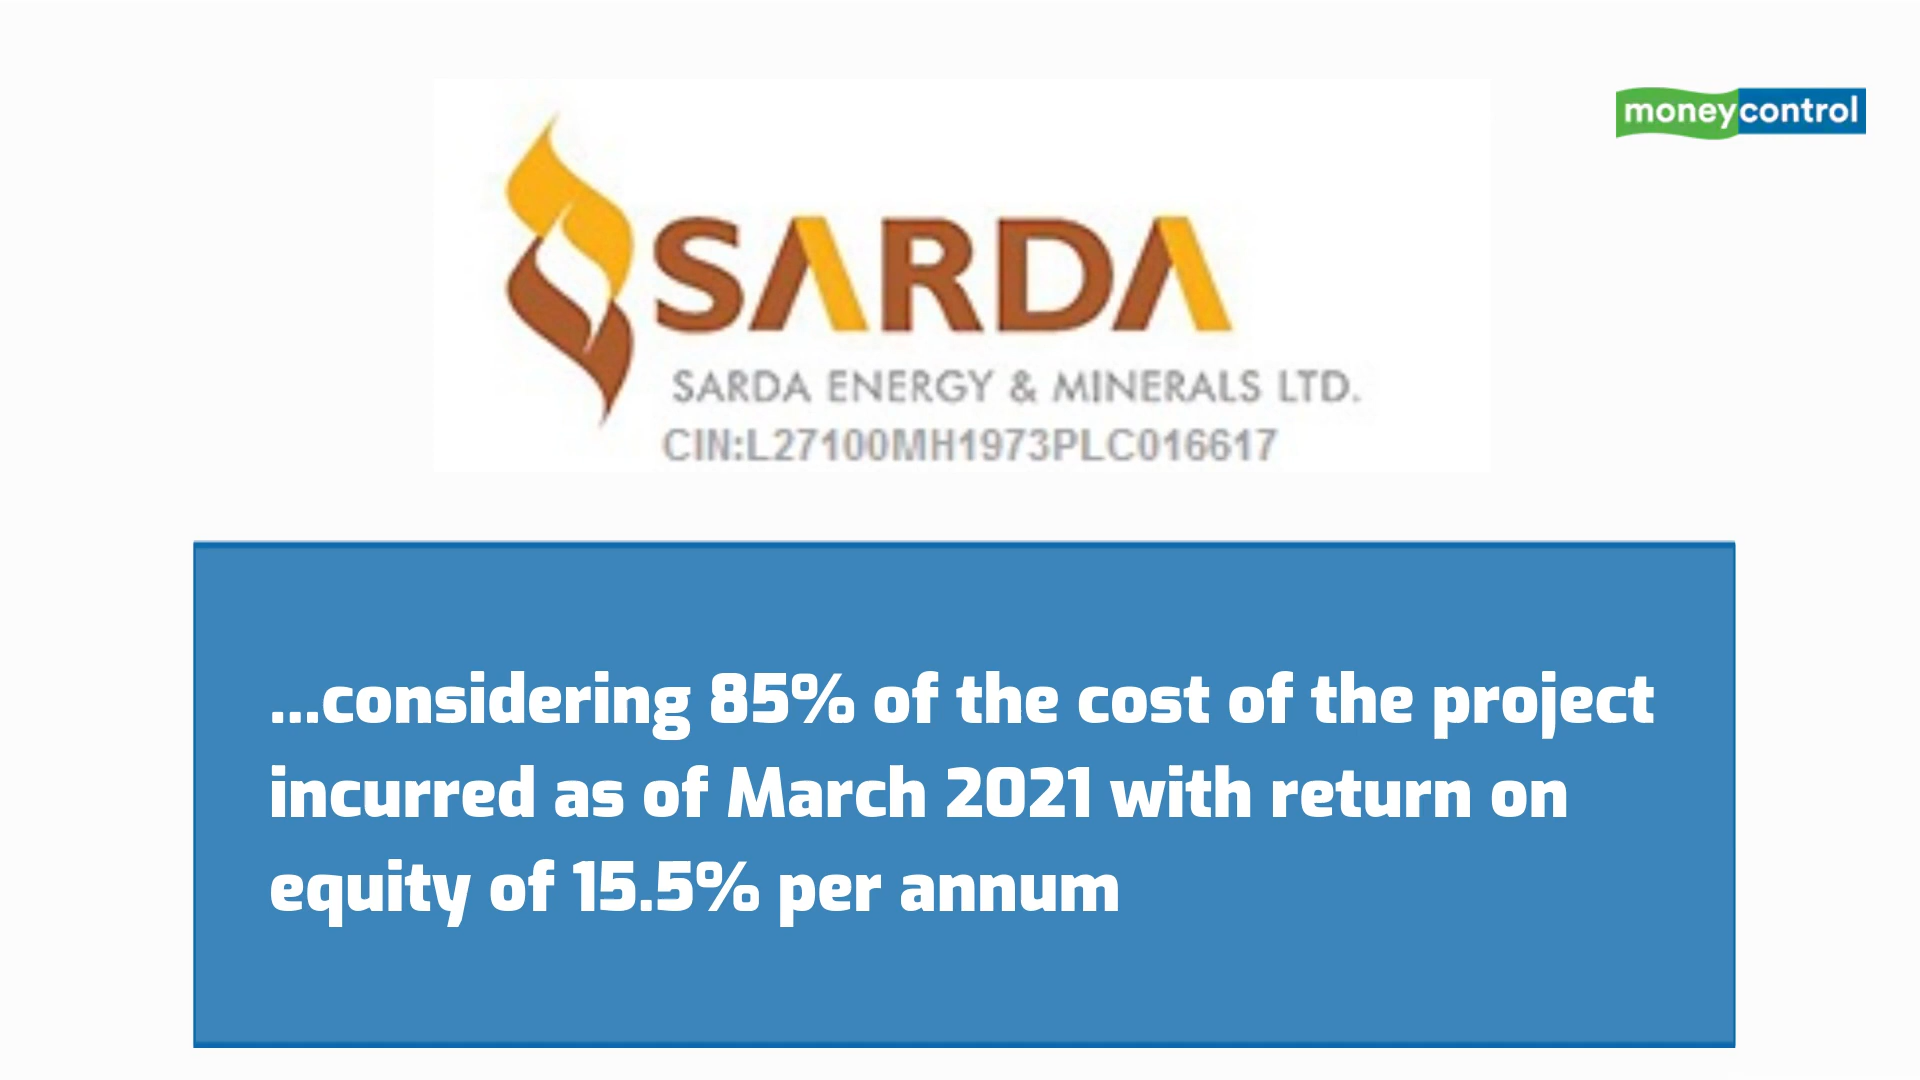 moneycontrol
SARDA
SARDA ENERGY & MINERALS LTD.
CIN:L27100MH1973PLC016617
...considering 85% of the cost of the project
incurred as of March 2021 with return on
equity of 15.5% per annum